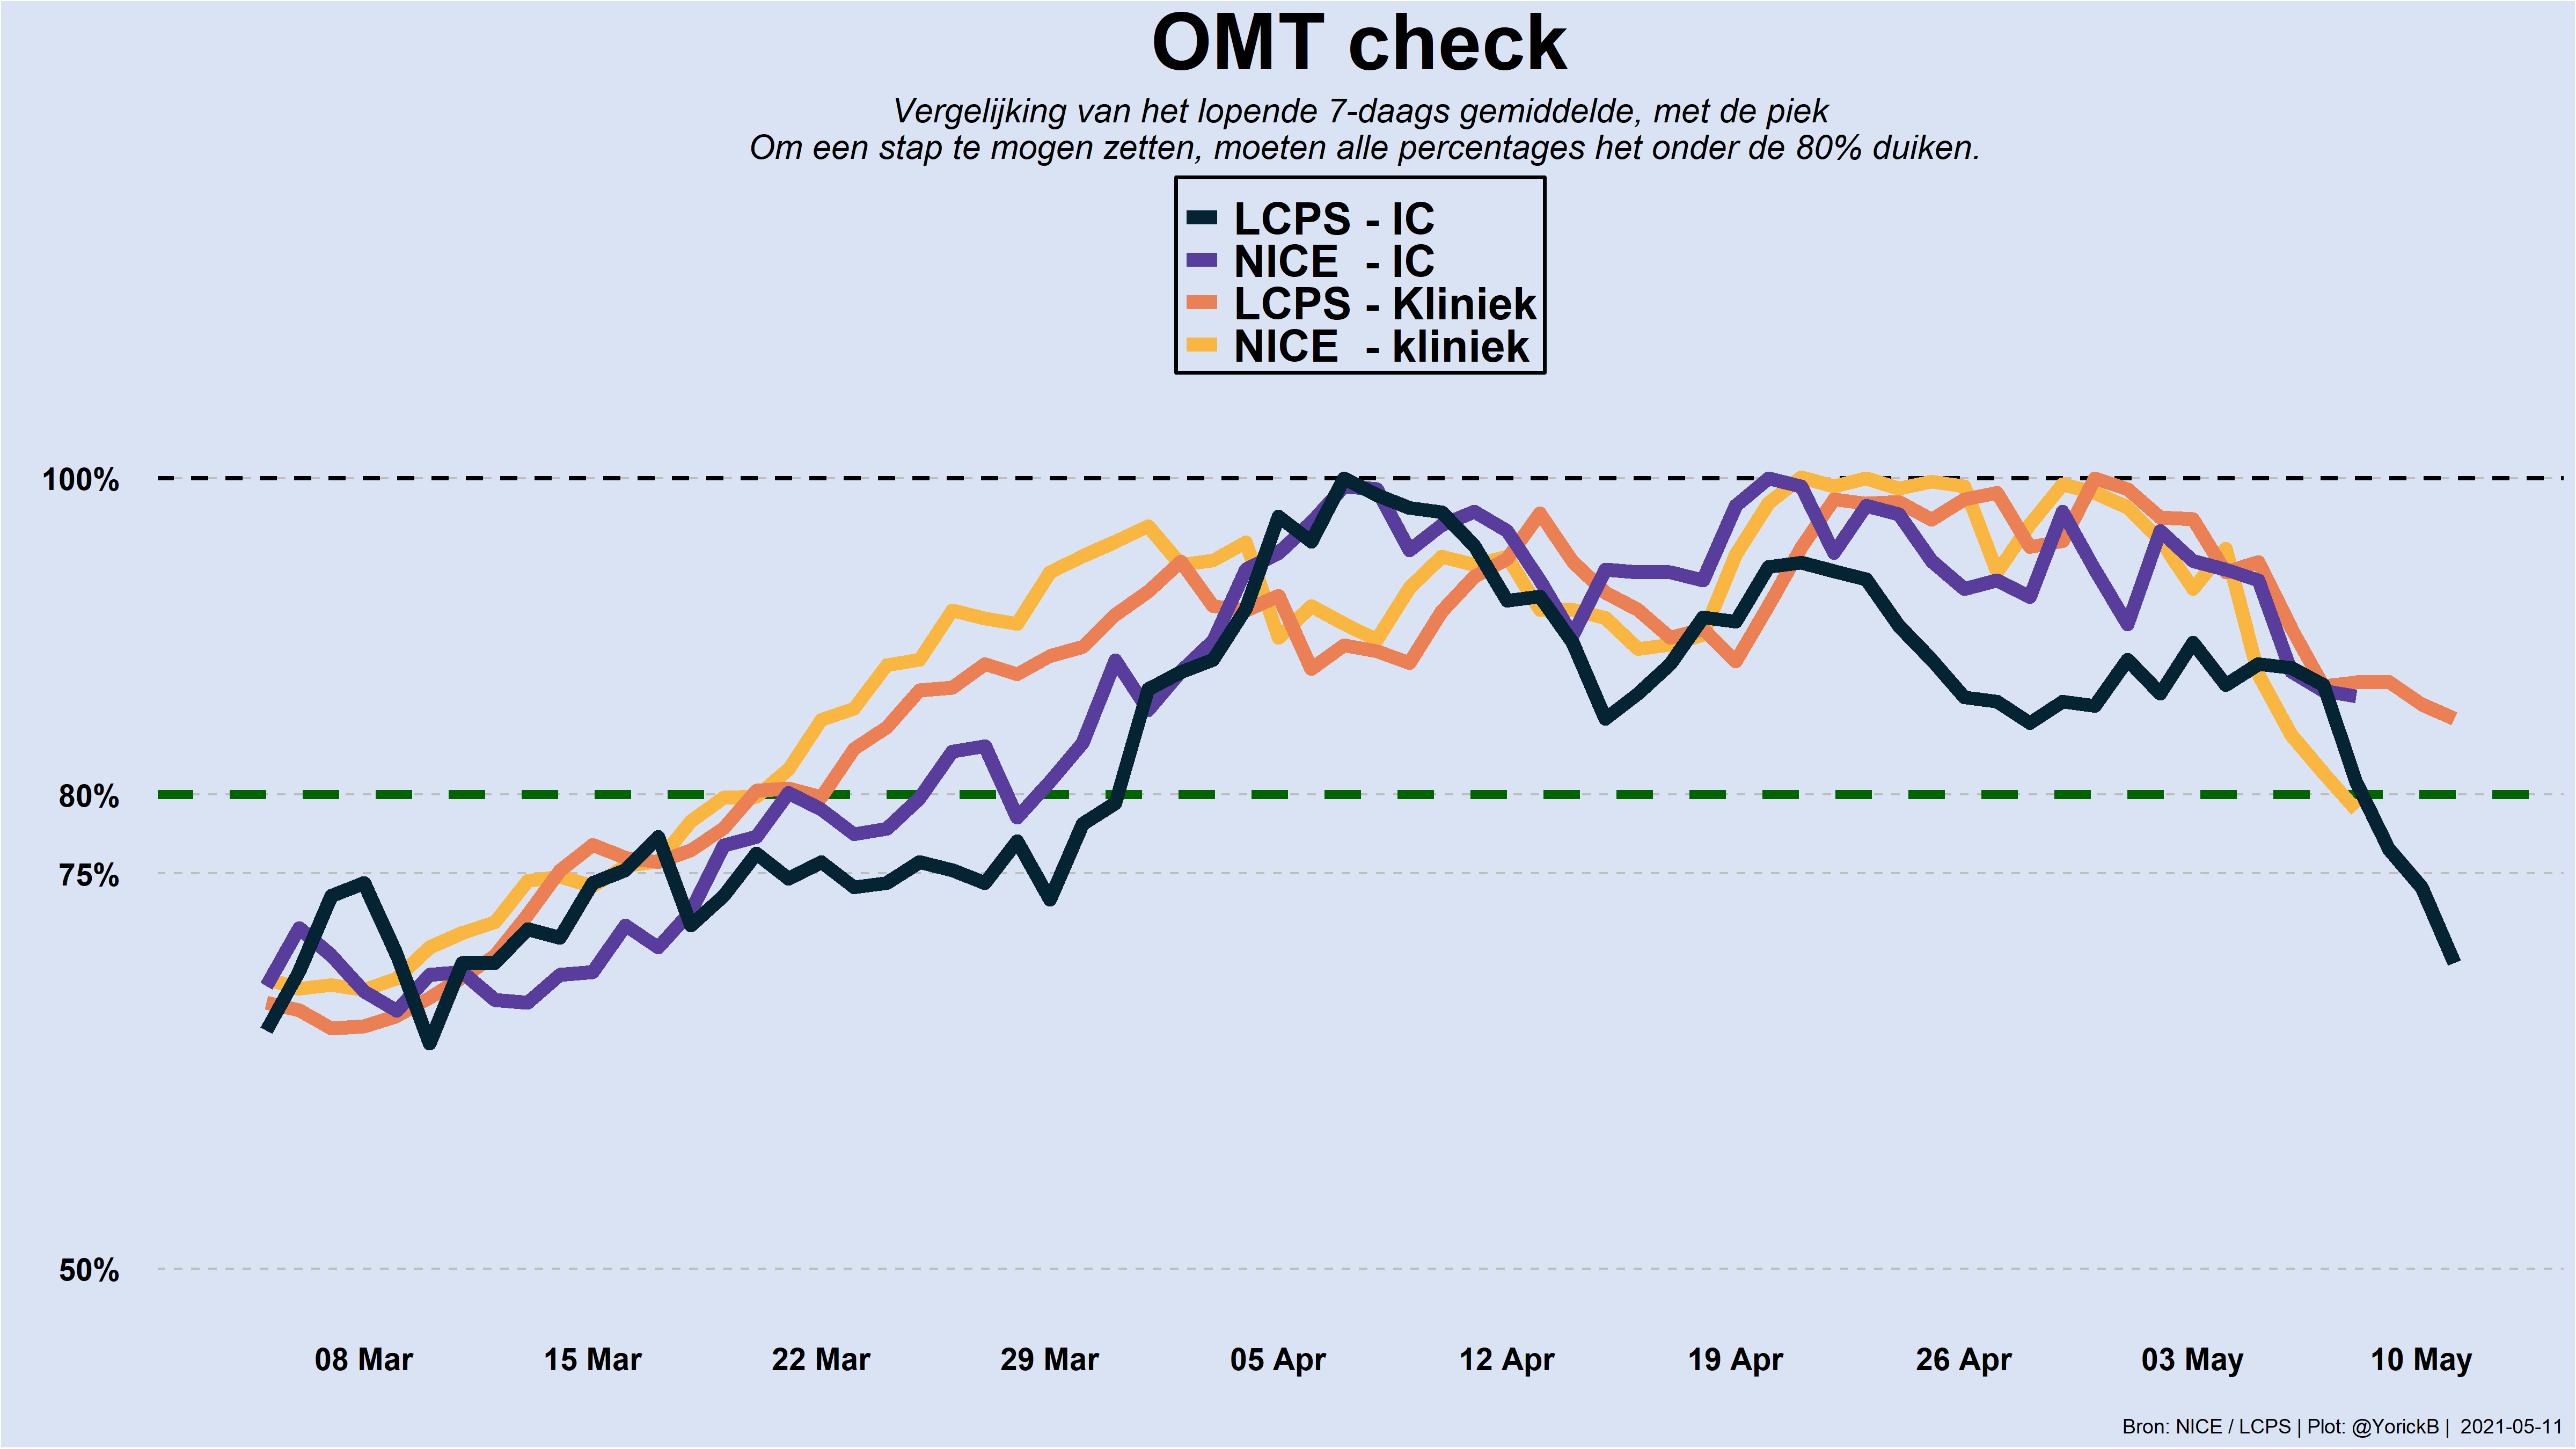 OMT check
Vergelijking van het lopende 7-daags gemiddelde, met de piek
Om een stap te mogen zetten, moeten alle percentages het onder de 80% duiken.
LCPS - IC
NICE - IC
LCPS - Kliniek
NICE - kliniek
100%
80%
75%
50%
08 Mar 15 Mar 22 Mar 29 Mar 05 Apr 12 Apr 19 Apr 26 Apr 03 May 10 May
Bron: NICE / LCPS | Plot: @YorickB | 2021-05-11